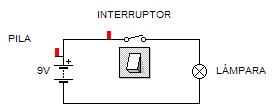 INTERRUPTOR
PILA
+
9V
LÁMPARA